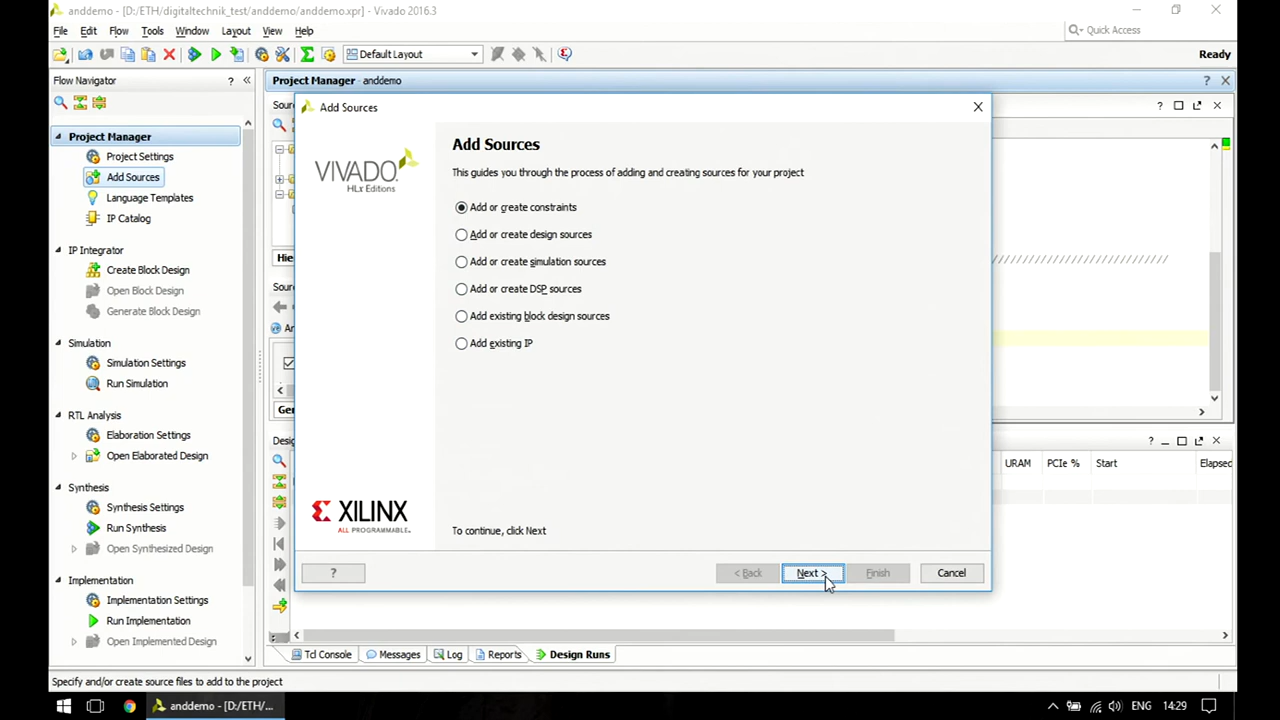 anddemo - [D:/ETH/digitaltechnik_test/anddemo/anddemo.xpr] - Vivado 2016.3
File Edit Flow Tools Window Layout View Help
Quick Access
Default Layout
Ready
Flow Navigator
Project Manager - anddemo
Project Manager
Project Settings
Add Sources
Language Templates
IP Catalog
IP Integrator
Create Block Design
Open Block Design
Generate Block Design
Simulation
Simulation Settings
Run Simulation
RTL Analysis
Elaboration Settings
Open Elaborated Design
Synthesis
Synthesis Settings
Run Synthesis
Open Synthesized Design
Implementation
Implementation Settings
Run Implementation
Open Implemented Design
Sou
Hie
Sour
An
Ger
Desig
Add Sources
VIVADO
HLx Editions
Add Sources
This guides you through the process of adding and creating sources for your project
Add or create constraints
Add or create design sources
Add or create simulation sources
Add or create DSP sources
Add existing block design sources
Add existing IP
XILINX
ALL PROGRAMMABLE.
To continue, click Next
? < Back Next > Finish Cancel
//////////////////////////////
URAM PCIe % Start Elapsed
Tcl Console Messages Log Reports Design Runs
Specify and/or create source files to add to the project
anddemo - [D:/ETH/...
ENG 14:29